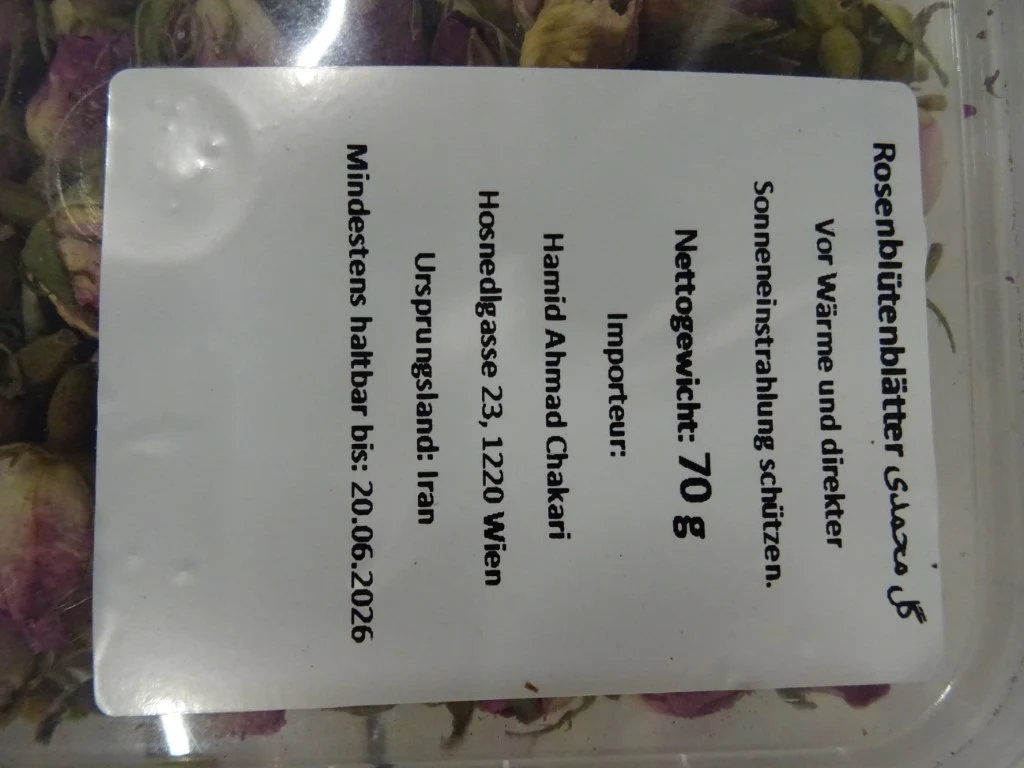 Rosenblütenblätter گل محمدی
Vor Wärme und direkter
Sonneneinstrahlung schützen.
Nettogewicht: 70 g
Importeur:
Hamid Ahmad Chakari
Hosnedlgasse 23, 1220 Wien
Ursprungsland: Iran
Mindestens haltbar bis: 20.06.2026